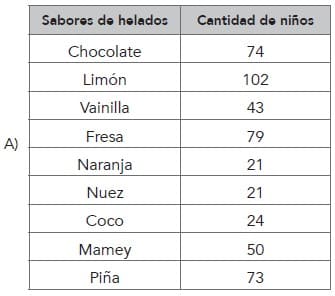 Sabores de helados Cantidad de niños
Chocolate 74
Limón 102
Vainilla 43
Fresa 79
A)
Naranja 21
Nuez 21
Coco 24
Mamey 50
Piña 73